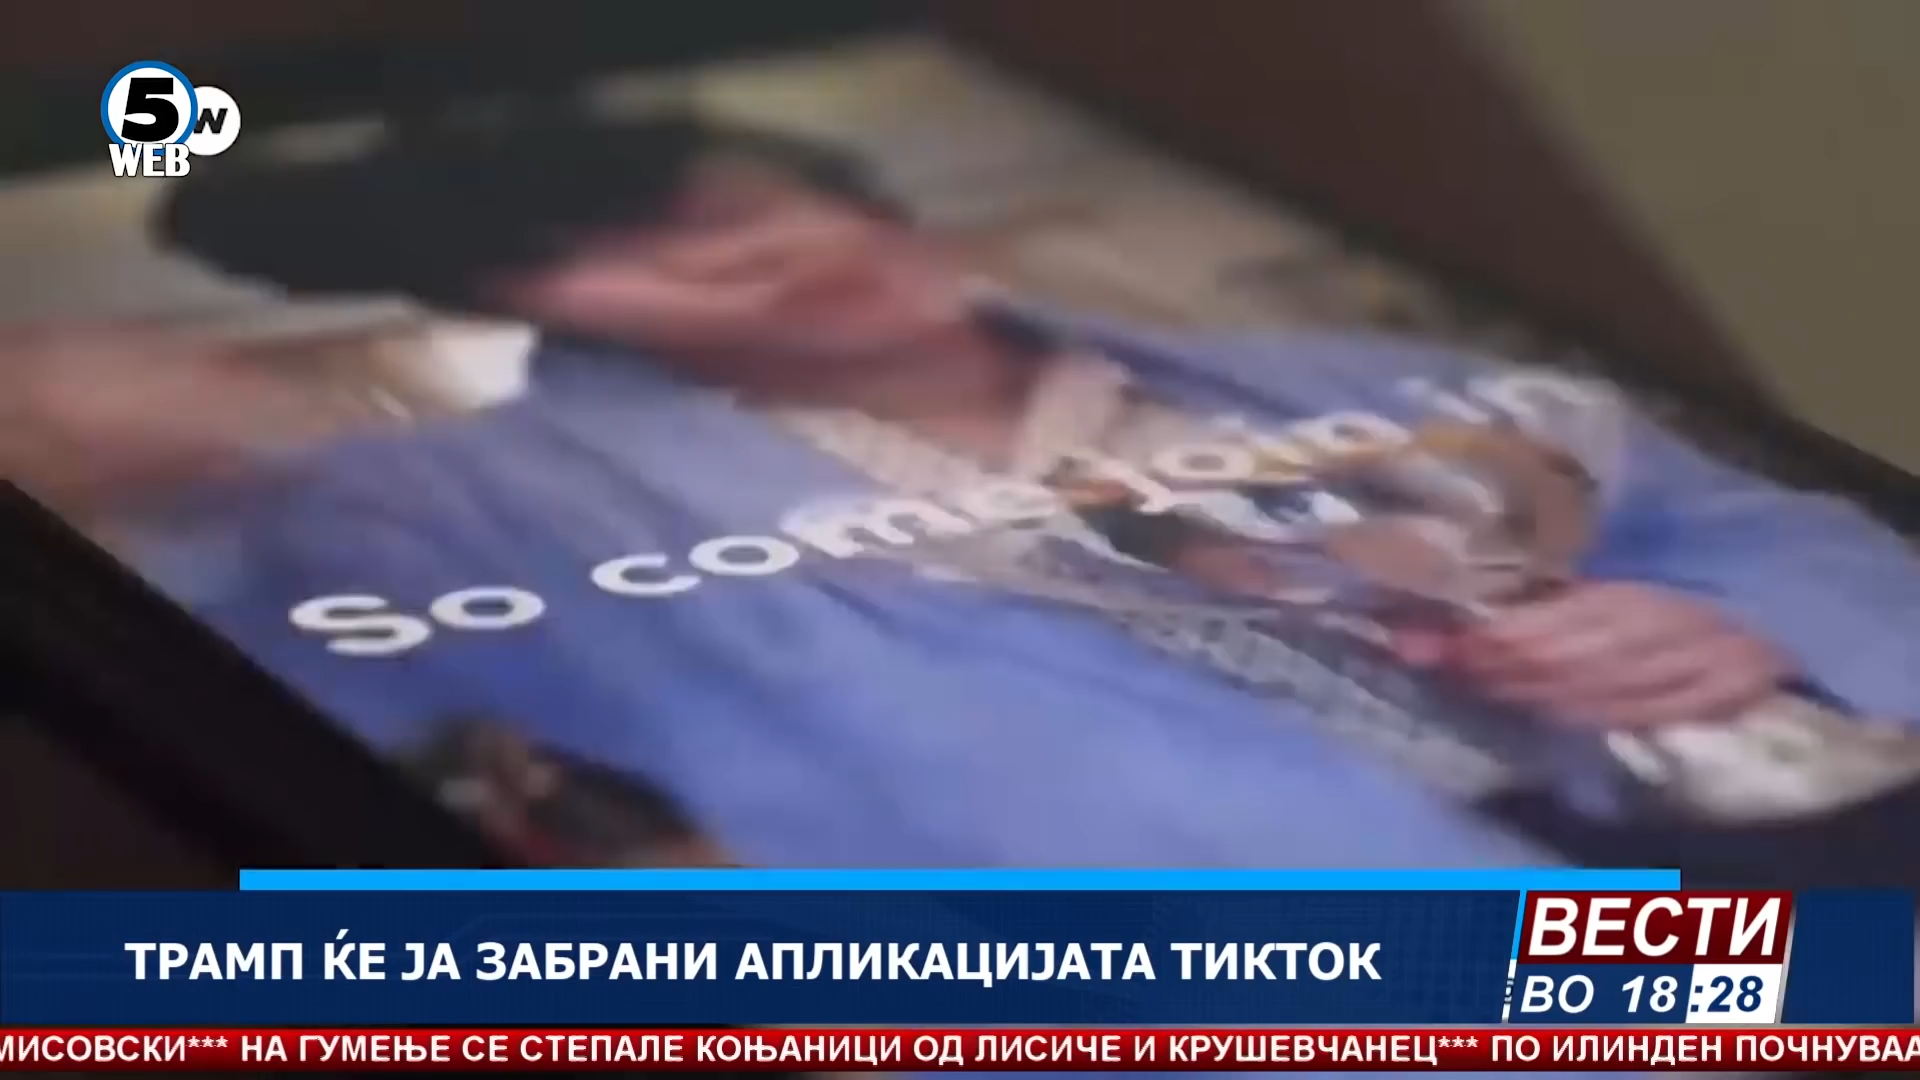 5
w
WEB
So come join
ТРАМП ЌЕ ЈА ЗАБРАНИ АПЛИКАЦИЈАТА ТИКТОК
ВЕСТИ
ВО 18:28
МИСОВСКИ*** НА ГУМЕЊЕ СЕ СТЕПАЛЕ КОЊАНИЦИ ОД ЛИСИЧЕ И КРУШЕВЧАНЕЦ*** ПО ИЛИНДЕН ПОЧНУВАА